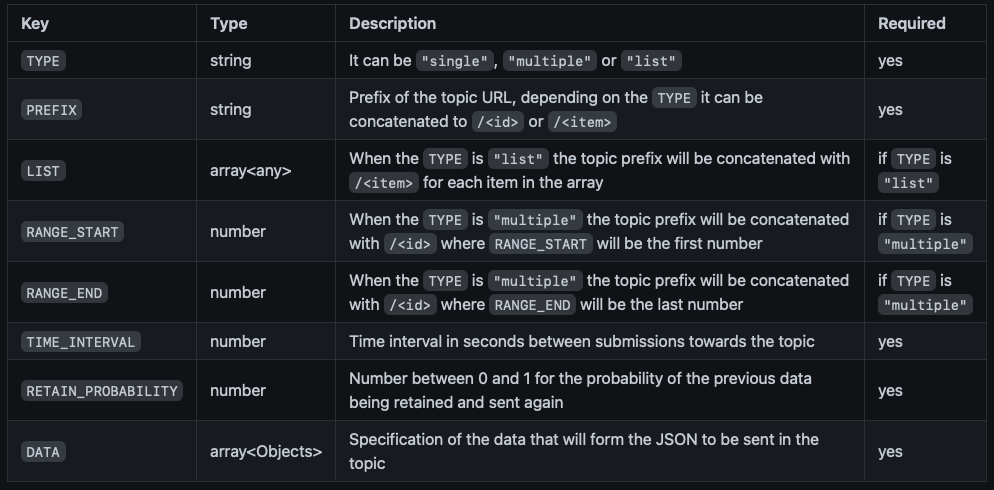 Key Type Description Required
TYPE string It can be "single", "multiple" or "list" yes
PREFIX string Prefix of the topic URL, depending on the TYPE it can be
concatenated to /<id> or /<item> yes
LIST array<any> When the TYPE is "list" the topic prefix will be concatenated with
/<item> for each item in the array if TYPE is
"list"
RANGE_START number When the TYPE is "multiple" the topic prefix will be concatenated
with /<id> where RANGE_START will be the first number if TYPE is
"multiple"
RANGE_END number When the TYPE is "multiple" the topic prefix will be concatenated
with /<id> where RANGE_END will be the last number if TYPE is
"multiple"
TIME_INTERVAL number Time interval in seconds between submissions towards the topic yes
RETAIN_PROBABILITY number Number between 0 and 1 for the probability of the previous data
being retained and sent again yes
DATA array<Objects> Specification of the data that will form the JSON to be sent in the
topic yes